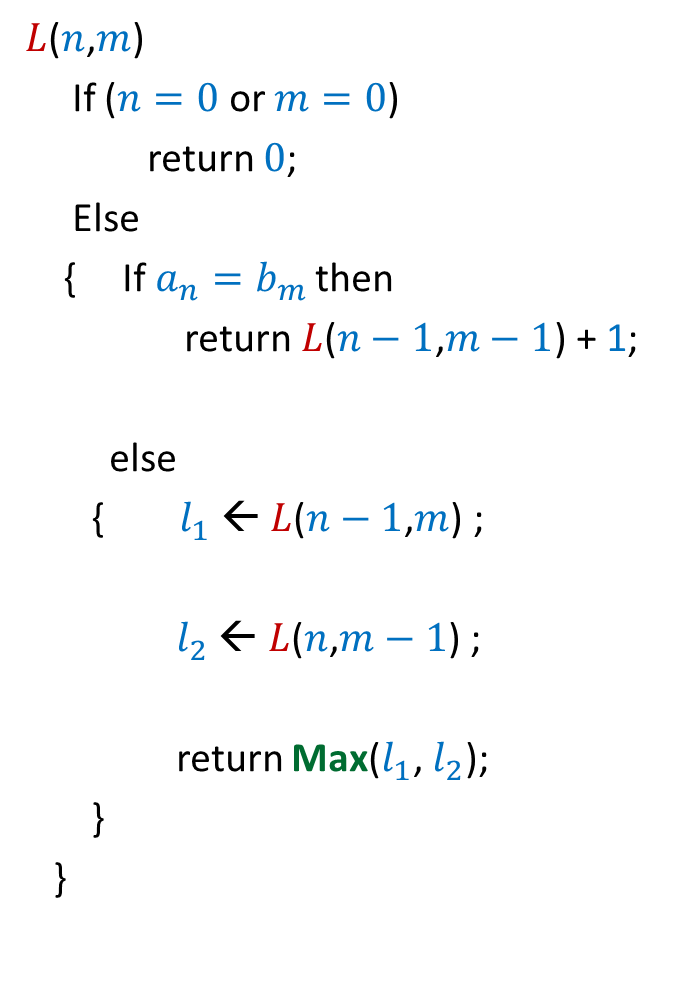 L(n,m)
If (n = 0 or m = 0)
return 0;
Else
{ If aₙ = bₘ then
return L(n − 1,m − 1) + 1;
else
{ l₁ ← L(n − 1,m) ;
l₂ ← L(n,m − 1) ;
return Max(l₁, l₂);
}
}